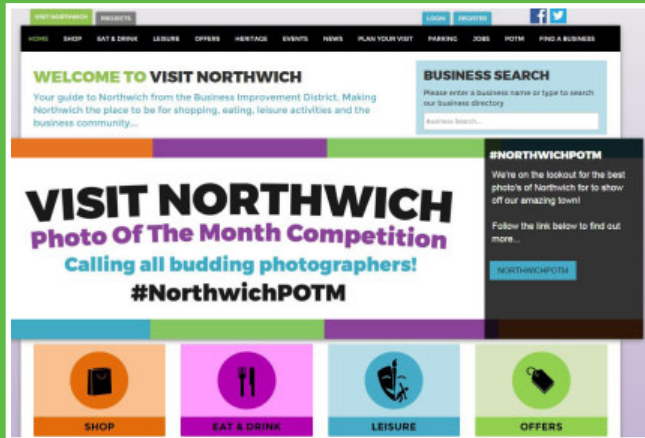 VISIT NORTHWICH PROJECTS LOGIN REGISTER
HOME SHOP EAT & DRINK LEISURE OFFERS HERITAGE EVENTS NEWS PLAN YOUR VISIT PARKING JOBS POTM FIND A BUSINESS
WELCOME TO VISIT NORTHWICH
Your guide to Northwich from the Business Improvement District. Making
Northwich the place to be for shopping, eating, leisure activities and the
business community...
BUSINESS SEARCH
Please enter a business name or type to search
our business directory
Business Search...
VISIT NORTHWICH
Photo Of The Month Competition
Calling all budding photographers!
#NorthwichPOTM
#NORTHWICHPOTM
We're on the lookout for the best
photo's of Northwich for to show
off our amazing town!
Follow the link below to find out
more...
NORTHWICHPOTM
SHOP
EAT & DRINK
LEISURE
OFFERS